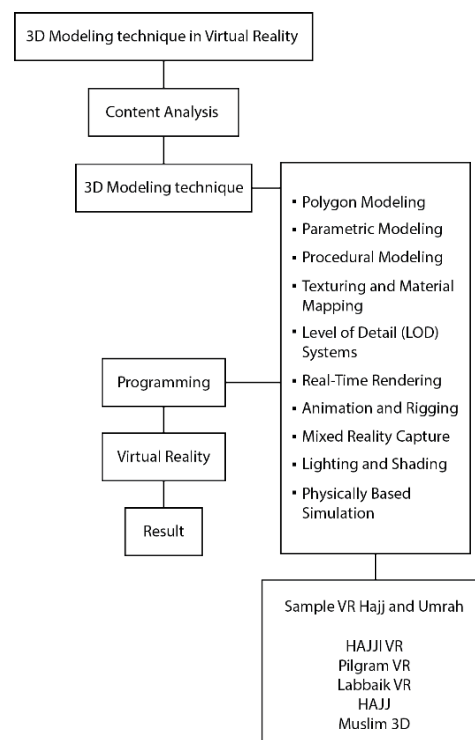 3D Modeling technique in Virtual Reality
Content Analysis
3D Modeling technique
▪ Polygon Modeling
▪ Parametric Modeling
▪ Procedural Modeling
▪ Texturing and Material
Mapping
▪ Level of Detail (LOD)
Systems
▪ Real-Time Rendering
▪ Animation and Rigging
▪ Mixed Reality Capture
▪ Lighting and Shading
▪ Physically Based
Simulation
Programming
Virtual Reality
Result
Sample VR Hajj and Umrah
HAJJI VR
Pilgram VR
Labbaik VR
HAJJ
Muslim 3D